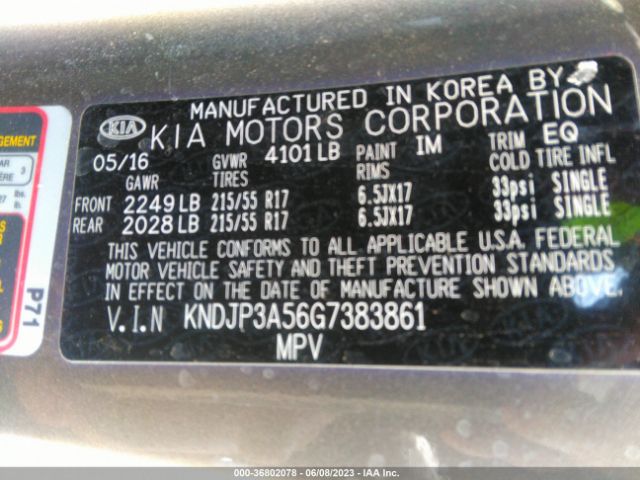 MANUFACTURED IN KOREA BY
KIA KIA MOTORS CORPORATION
05/16 GVWR 4101 LB PAINT IM TRIM EQ
GAWR TIRES RIMS COLD TIRE INFL
FRONT 2249 LB 215/55 R17 6.5JX17 33psi SINGLE
REAR 2028 LB 215/55 R17 6.5JX17 33psi SINGLE
THIS VEHICLE CONFORMS TO ALL APPLICABLE U.S.A. FEDERAL
MOTOR VEHICLE SAFETY AND THEFT PREVENTION STANDARDS
IN EFFECT ON THE DATE OF MANUFACTURE SHOWN ABOVE.
V.I.N KNDJP3A56G7383861
MPV
P71
000-36802078 - 06/08/2023 - Copyright IAA Inc. All Rights Reserved.